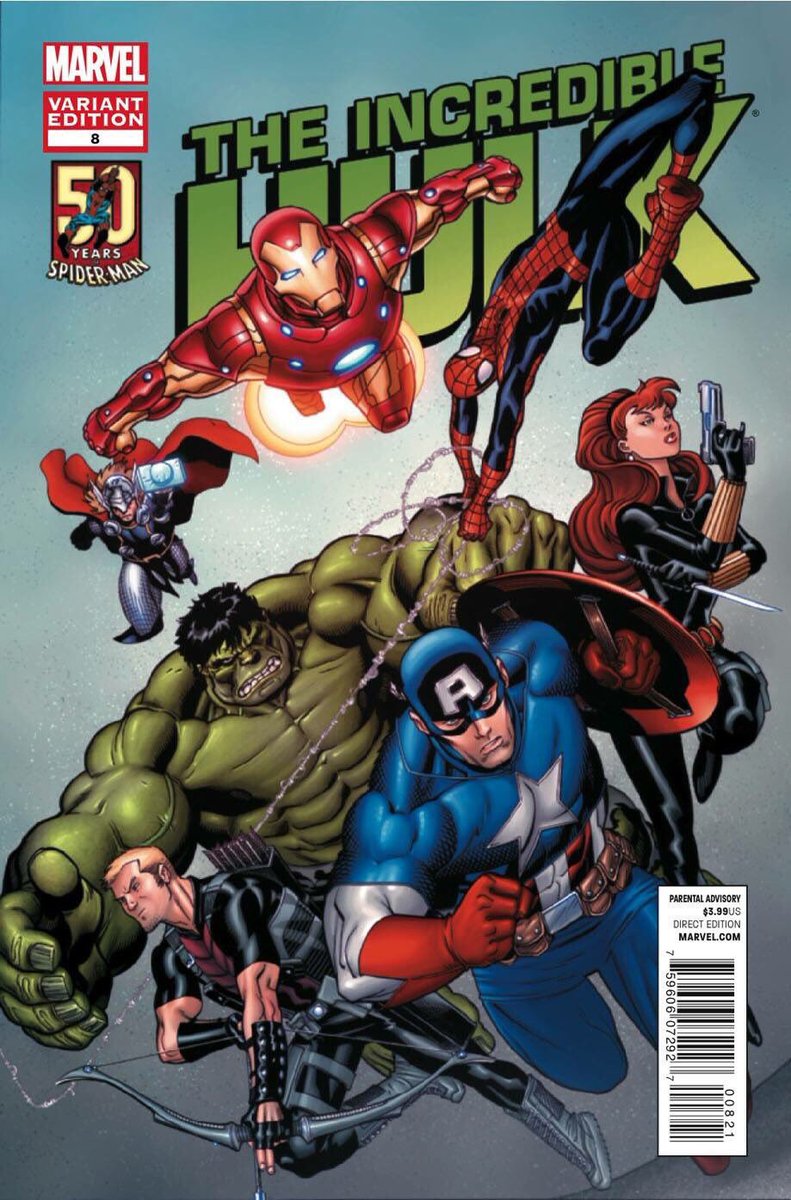 MARVEL
VARIANT
EDITION
8
50
YEARS
OF
SPIDER-MAN
THE INCREDIBLE
HULK
®
A
PARENTAL ADVISORY
$3.99US
DIRECT EDITION
MARVEL.COM
7 59606 07292 7
00821